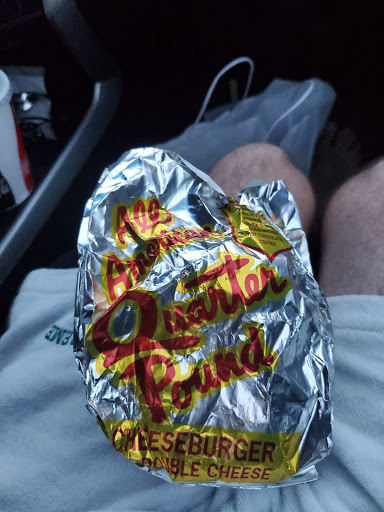 All
American
Quarter
Pound
CHEESEBURGER
DOUBLE CHEESE